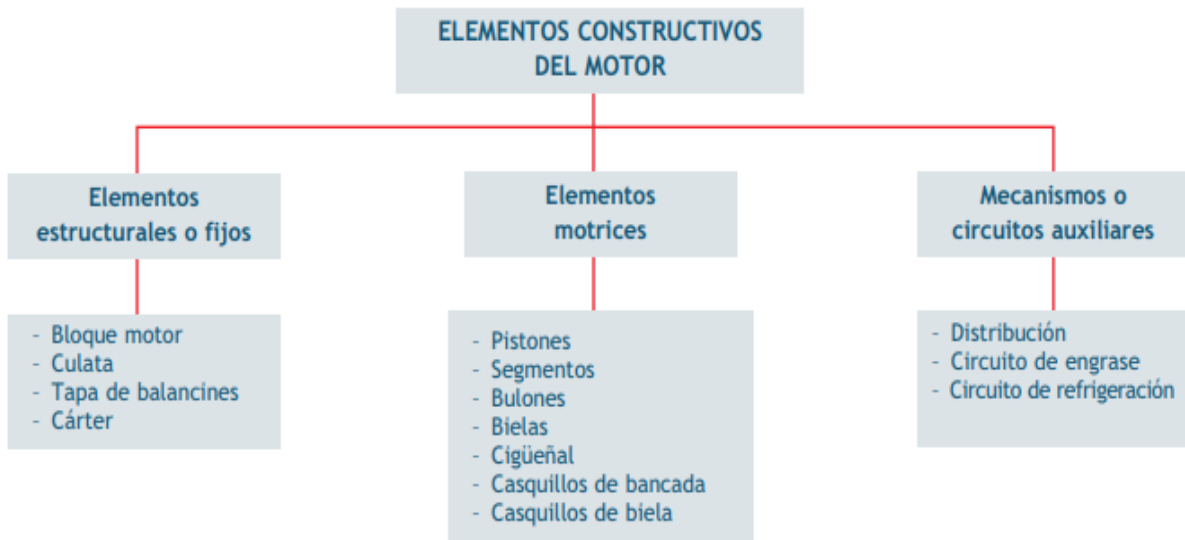 ELEMENTOS CONSTRUCTIVOS
DEL MOTOR
Elementos
estructurales o fijos
- Bloque motor
- Culata
- Tapa de balancines
- Cárter
Elementos
motrices
- Pistones
- Segmentos
- Bulones
- Bielas
- Cigüeñal
- Casquillos de bancada
- Casquillos de biela
Mecanismos o
circuitos auxiliares
- Distribución
- Circuito de engrase
- Circuito de refrigeración